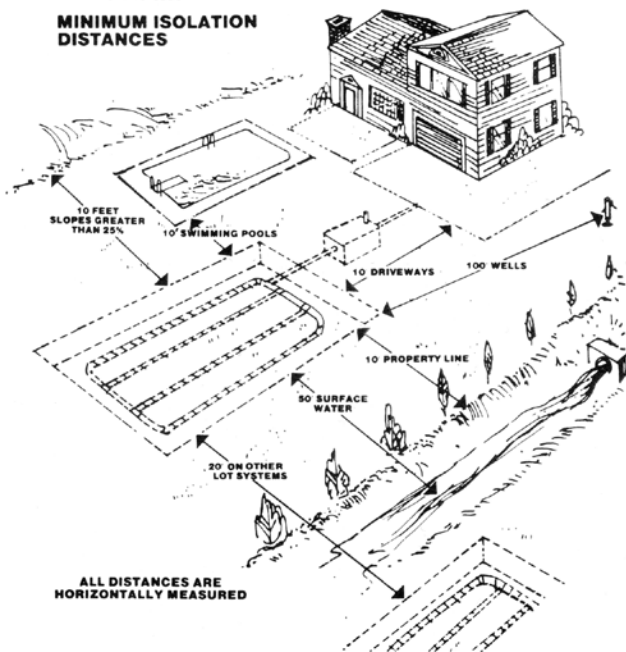 MINIMUM ISOLATION
DISTANCES
10 FEET
SLOPES GREATER
THAN 25%
10' SWIMMING POOLS
10 DRIVEWAYS
100' WELLS
10' PROPERTY LINE
50' SURFACE
WATER
20' ON OTHER
LOT SYSTEMS
ALL DISTANCES ARE
HORIZONTALLY MEASURED